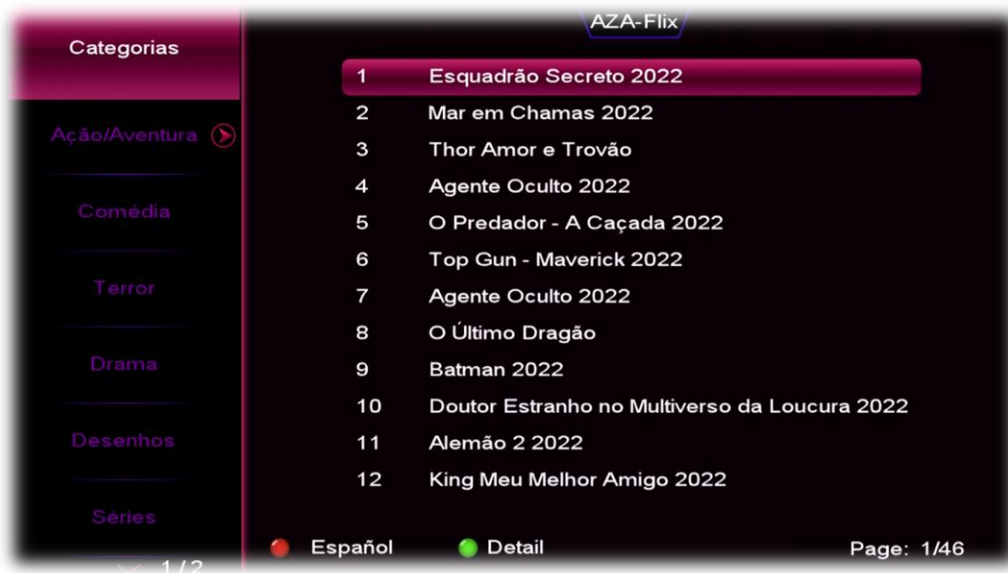 AZA-Flix
Categorias
Ação/Aventura
Comédia
Terror
Drama
Desenhos
Séries
1/2
1 Esquadrão Secreto 2022
2 Mar em Chamas 2022
3 Thor Amor e Trovão
4 Agente Oculto 2022
5 O Predador - A Caçada 2022
6 Top Gun - Maverick 2022
7 Agente Oculto 2022
8 O Último Dragão
9 Batman 2022
10 Doutor Estranho no Multiverso da Loucura 2022
11 Alemão 2 2022
12 King Meu Melhor Amigo 2022
Español Detail Page: 1/46